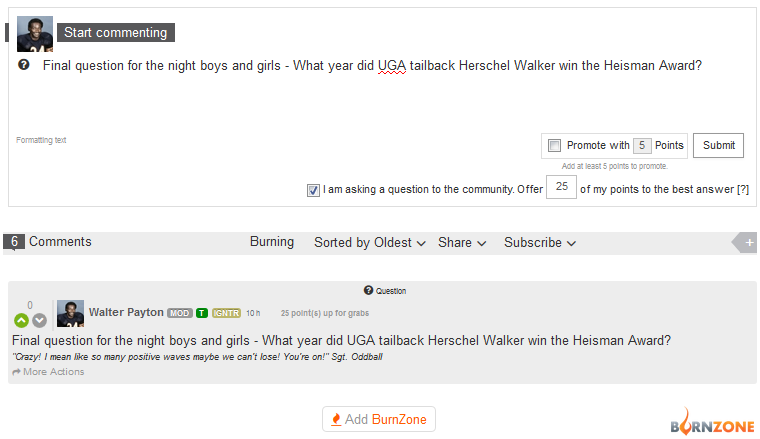 Start commenting
Final question for the night boys and girls - What year did UGA tailback Herschel Walker win the Heisman Award?
Formatting text
Promote with 5 Points Submit
Add at least 5 points to promote.
I am asking a question to the community. Offer 25 of my points to the best answer [?]
6 Comments Burning Sorted by Oldest Share Subscribe +
? Question
0
Walter Payton MOD T IGNTR 10 h 25 point(s) up for grabs
Final question for the night boys and girls - What year did UGA tailback Herschel Walker win the Heisman Award?
"Crazy! I mean like so many positive waves maybe we can't lose! You're on!" Sgt. Oddball
More Actions
Add BurnZone
BURNZONE